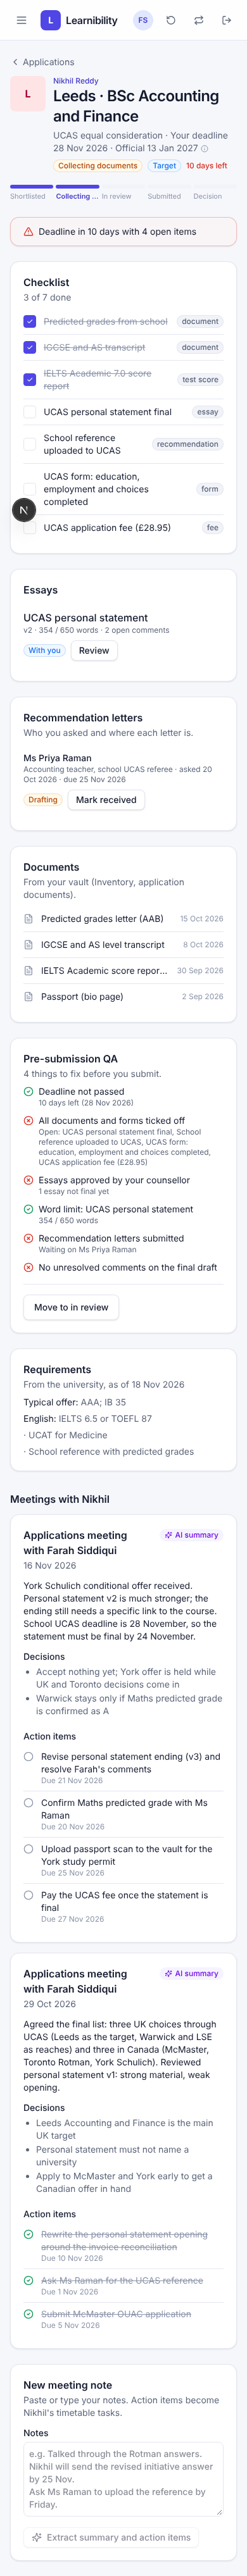 L Learnibility FS
Applications
L
Nikhil Reddy
Leeds · BSc Accounting
and Finance
UCAS equal consideration · Your deadline
28 Nov 2026 · Official 13 Jan 2027
Collecting documents Target 10 days left
Shortlisted Collecting ... In review Submitted Decision
Deadline in 10 days with 4 open items
Checklist
3 of 7 done
Predicted grades from school document
IGCSE and AS transcript document
IELTS Academic 7.0 score
report
test score
UCAS personal statement final essay
School reference
uploaded to UCAS
recommendation
UCAS form: education,
employment and choices
completed
form
N
UCAS application fee (£28.95) fee
Essays
UCAS personal statement
v2 · 354 / 650 words · 2 open comments
With you Review
Recommendation letters
Who you asked and where each letter is.
Ms Priya Raman
Accounting teacher, school UCAS referee · asked 20
Oct 2026 · due 25 Nov 2026
Drafting Mark received
Documents
From your vault (Inventory, application
documents).
Predicted grades letter (AAB) 15 Oct 2026
IGCSE and AS level transcript 8 Oct 2026
IELTS Academic score repor... 30 Sep 2026
Passport (bio page) 2 Sep 2026
Pre-submission QA
4 things to fix before you submit.
Deadline not passed
10 days left (28 Nov 2026)
All documents and forms ticked off
Open: UCAS personal statement final, School
reference uploaded to UCAS, UCAS form:
education, employment and choices completed,
UCAS application fee (£28.95)
Essays approved by your counsellor
1 essay not final yet
Word limit: UCAS personal statement
354 / 650 words
Recommendation letters submitted
Waiting on Ms Priya Raman
No unresolved comments on the final draft
Move to in review
Requirements
From the university, as of 18 Nov 2026
Typical offer: AAA; IB 35
English: IELTS 6.5 or TOEFL 87
· UCAT for Medicine
· School reference with predicted grades
Meetings with Nikhil
Applications meeting
with Farah Siddiqui
AI summary
16 Nov 2026
York Schulich conditional offer received.
Personal statement v2 is much stronger; the
ending still needs a specific link to the course.
School UCAS deadline is 28 November, so the
statement must be final by 24 November.
Decisions
• Accept nothing yet; York offer is held while
UK and Toronto decisions come in
• Warwick stays only if Maths predicted grade
is confirmed as A
Action items
Revise personal statement ending (v3) and
resolve Farah's comments
Due 21 Nov 2026
Confirm Maths predicted grade with Ms
Raman
Due 20 Nov 2026
Upload passport scan to the vault for the
York study permit
Due 25 Nov 2026
Pay the UCAS fee once the statement is
final
Due 27 Nov 2026
Applications meeting
with Farah Siddiqui
AI summary
29 Oct 2026
Agreed the final list: three UK choices through
UCAS (Leeds as the target, Warwick and LSE
as reaches) and three in Canada (McMaster,
Toronto Rotman, York Schulich). Reviewed
personal statement v1: strong material, weak
opening.
Decisions
• Leeds Accounting and Finance is the main
UK target
• Personal statement must not name a
university
• Apply to McMaster and York early to get a
Canadian offer in hand
Action items
Rewrite the personal statement opening
around the invoice reconciliation
Due 10 Nov 2026
Ask Ms Raman for the UCAS reference
Due 1 Nov 2026
Submit McMaster OUAC application
Due 5 Nov 2026
New meeting note
Paste or type your notes. Action items become
Nikhil's timetable tasks.
Notes
e.g. Talked through the Rotman answers.
Nikhil will send the revised initiative answer
by 25 Nov.
Ask Ms Raman to upload the reference by
Friday.
Extract summary and action items